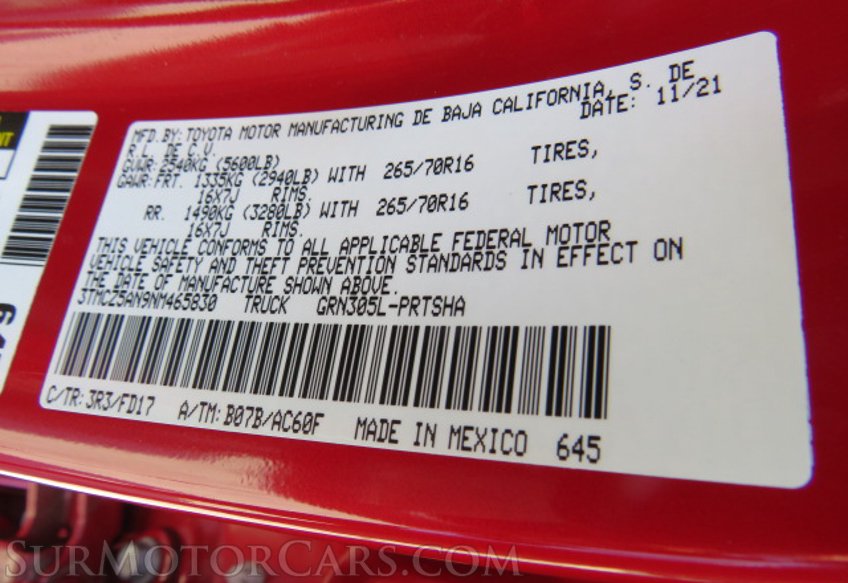 MFD.BY:TOYOTA MOTOR MANUFACTURING DE BAJA CALIFORNIA, S. DE
R.L. DE C.V. DATE: 11/21
GVWR:2540KG (5600LB)
GAWR:FRT. 1335KG (2940LB) WITH 265/70R16 TIRES,
16X7J RIMS.
RR. 1490KG (3280LB) WITH 265/70R16 TIRES,
16X7J RIMS.
THIS VEHICLE CONFORMS TO ALL APPLICABLE FEDERAL MOTOR
VEHICLE SAFETY AND THEFT PREVENTION STANDARDS IN EFFECT ON
THE DATE OF MANUFACTURE SHOWN ABOVE.
3TMCZ5AN9NM465830 TRUCK GRN305L-PRTSHA
C/TR:3R3/FD17 A/TM:B07B/AC60F MADE IN MEXICO 645
SURMOTORCARS.COM